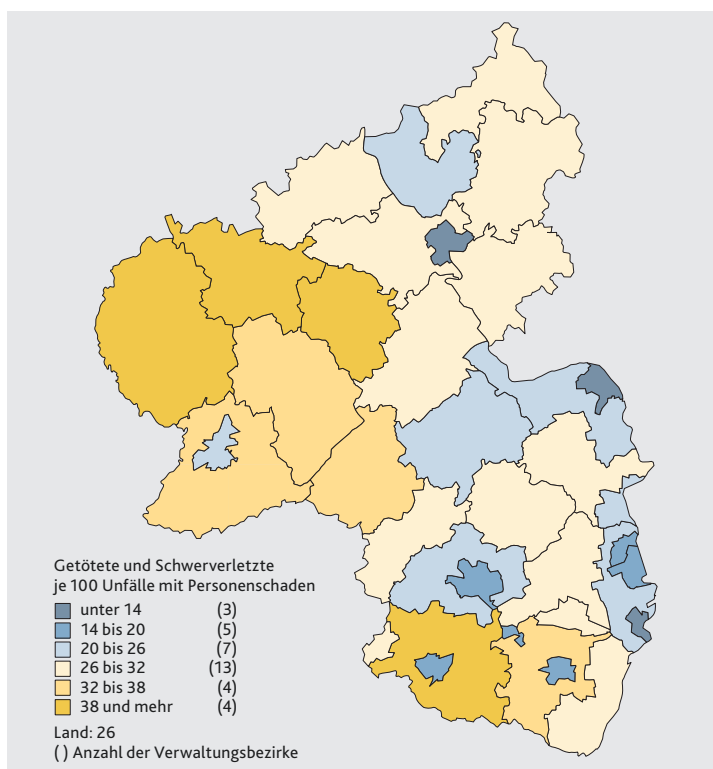 Getötete und Schwerverletzte
je 100 Unfälle mit Personenschaden
unter 14 (3)
14 bis 20 (5)
20 bis 26 (7)
26 bis 32 (13)
32 bis 38 (4)
38 und mehr (4)
Land: 26
( ) Anzahl der Verwaltungsbezirke